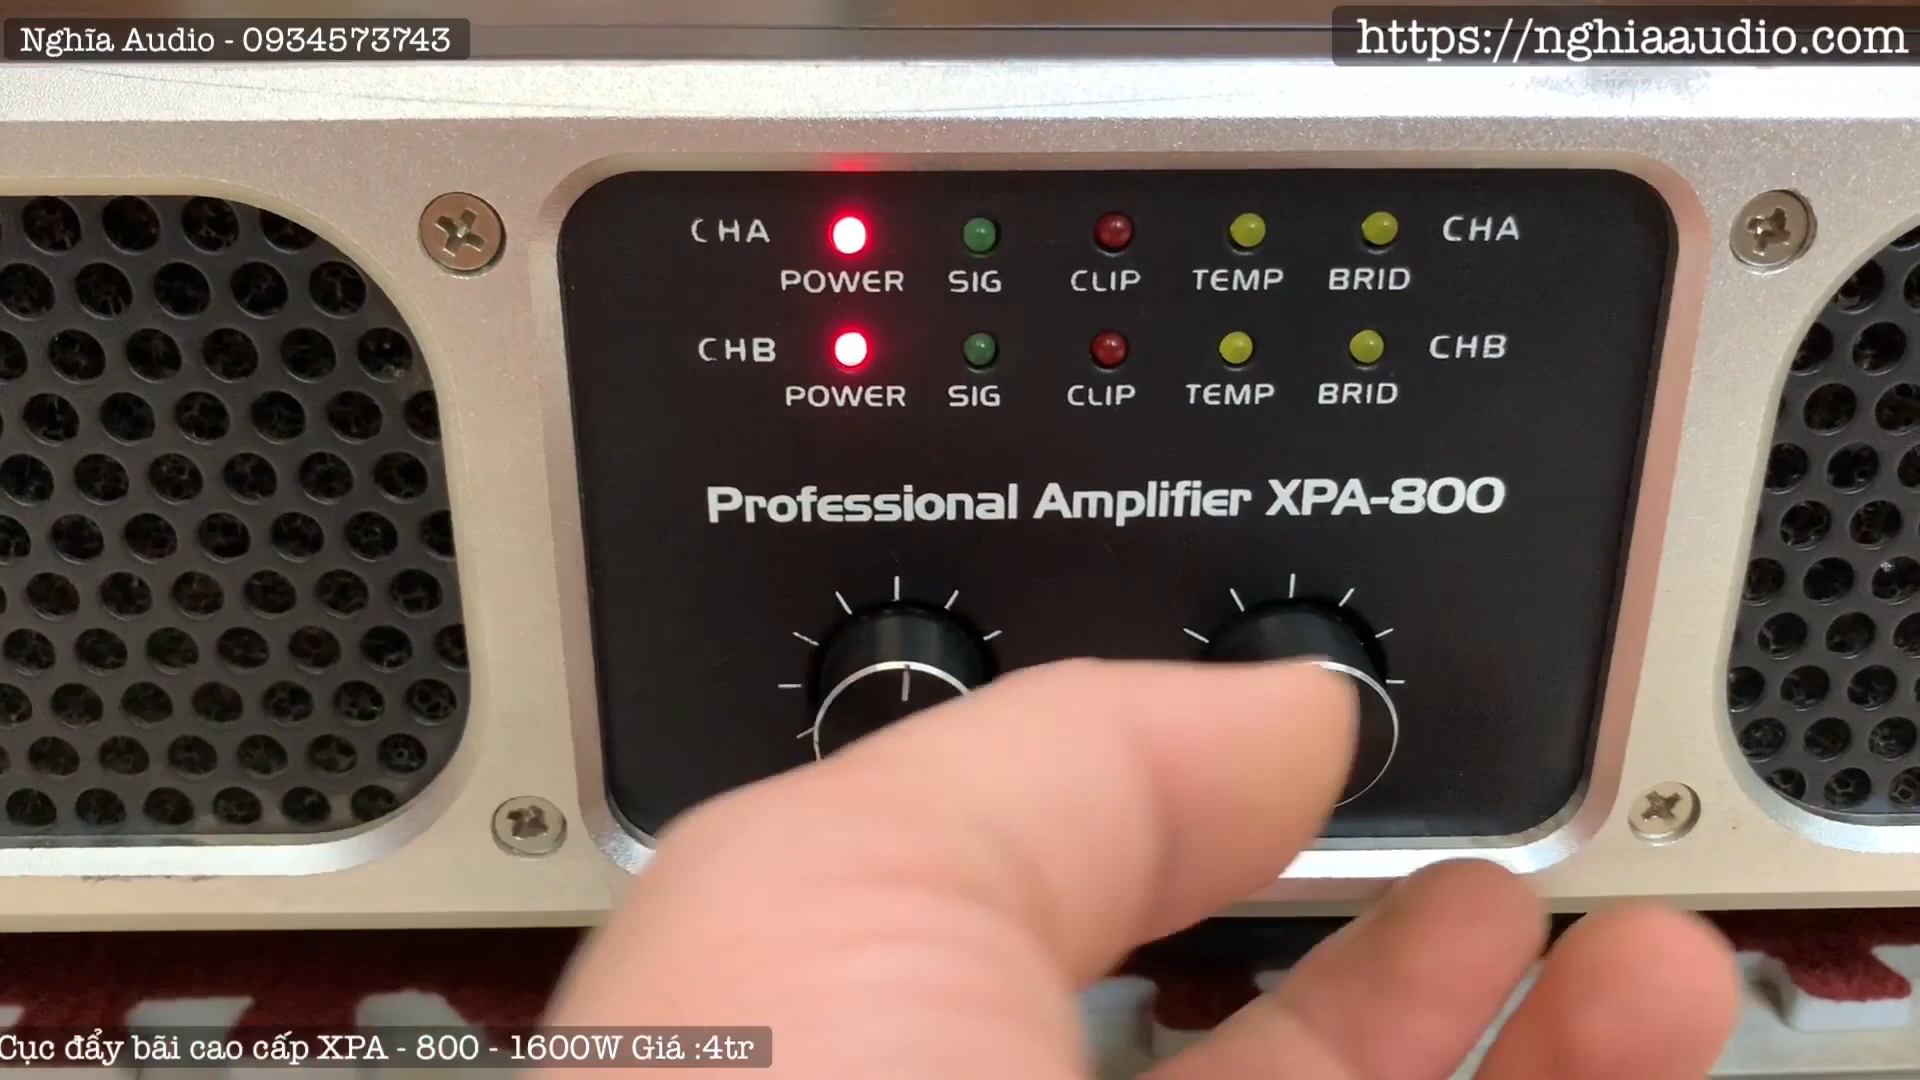 Nghĩa Audio - 0934573743
https://nghiaaudio.com
CHA CHA
POWER SIG CLIP TEMP BRID
CHB CHB
POWER SIG CLIP TEMP BRID
Professional Amplifier XPA-800
Cục đẩy bãi cao cấp XPA - 800 - 1600W Giá :4tr